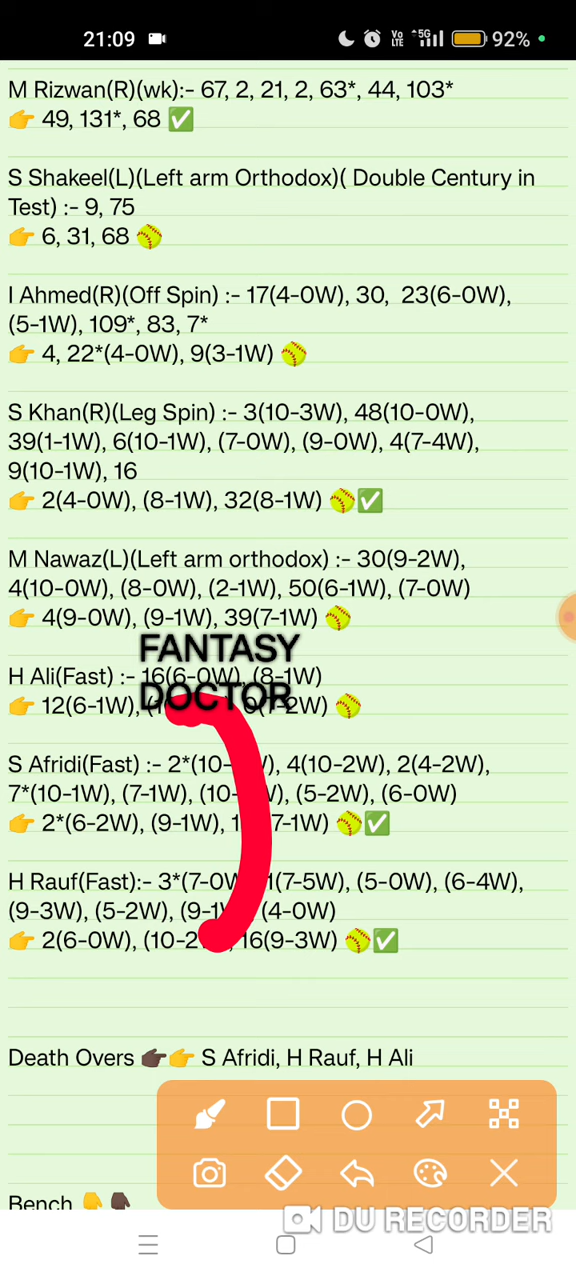 21:09 Vo LTE 5G 92%
M Rizwan(R)(wk):- 67, 2, 21, 2, 63*, 44, 103*
👉 49, 131*, 68 ✅
S Shakeel(L)(Left arm Orthodox)( Double Century in
Test) :- 9, 75
👉 6, 31, 68 🥎
I Ahmed(R)(Off Spin) :- 17(4-0W), 30, 23(6-0W),
(5-1W), 109*, 83, 7*
👉 4, 22*(4-0W), 9(3-1W) 🥎
S Khan(R)(Leg Spin) :- 3(10-3W), 48(10-0W),
39(1-1W), 6(10-1W), (7-0W), (9-0W), 4(7-4W),
9(10-1W), 16
👉 2(4-0W), (8-1W), 32(8-1W) 🥎✅
M Nawaz(L)(Left arm orthodox) :- 30(9-2W),
4(10-0W), (8-0W), (2-1W), 50(6-1W), (7-0W)
👉 4(9-0W), (9-1W), 39(7-1W) 🥎
FANTASY
H Ali(Fast) :- 16(6-0W), (8-1W)
DOCTOR
👉 12(6-1W), 🥎
S Afridi(Fast) :- 2*(10- ), 4(10-2W), 2(4-2W),
7*(10-1W), (7-1W), (10- W), (5-2W), (6-0W)
👉 2*(6-2W), (9-1W), 7-1W) 🥎✅
H Rauf(Fast):- 3*(7-0W 1(7-5W), (5-0W), (6-4W),
(9-3W), (5-2W), (9-1 (4-0W)
👉 2(6-0W), (10-2 16(9-3W) 🥎✅
Death Overs 👉🏿👉 S Afridi, H Rauf, H Ali
Bench 👇👇🏿
DU RECORDER